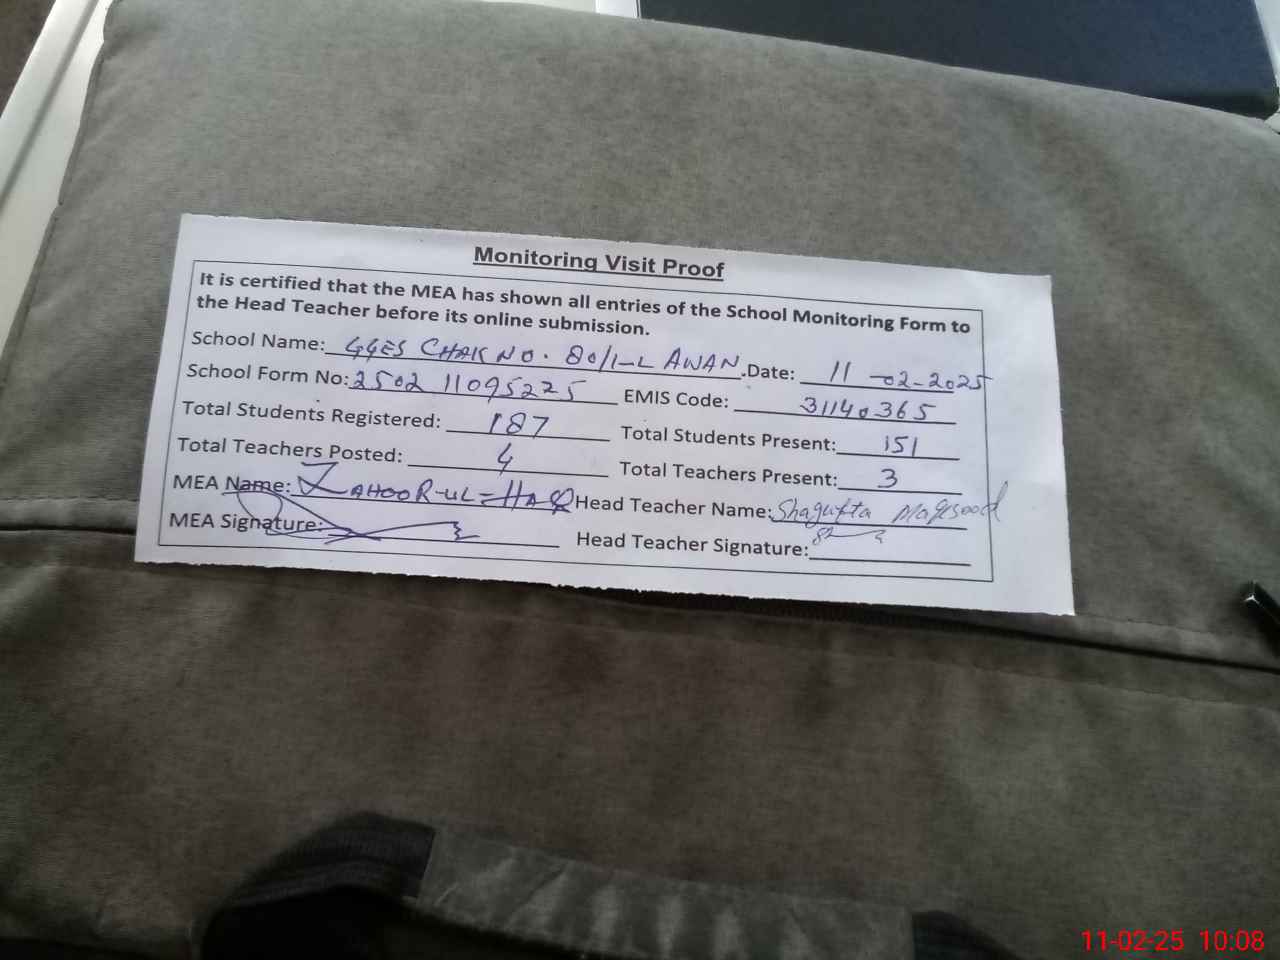 Monitoring Visit Proof
It is certified that the MEA has shown all entries of the School Monitoring Form to
the Head Teacher before its online submission.
School Name: GGES CHAK NO. 80/1-L AWAN. Date: 11-02-2025
School Form No: 2502 11095225 EMIS Code: 31140365
Total Students Registered: 187 Total Students Present: 151
Total Teachers Posted: 4 Total Teachers Present: 3
MEA Name: ZAHOOR-UL-HAQ Head Teacher Name: Shagufta Maqsood
MEA Signature: Head Teacher Signature:
11-02-25 10:08